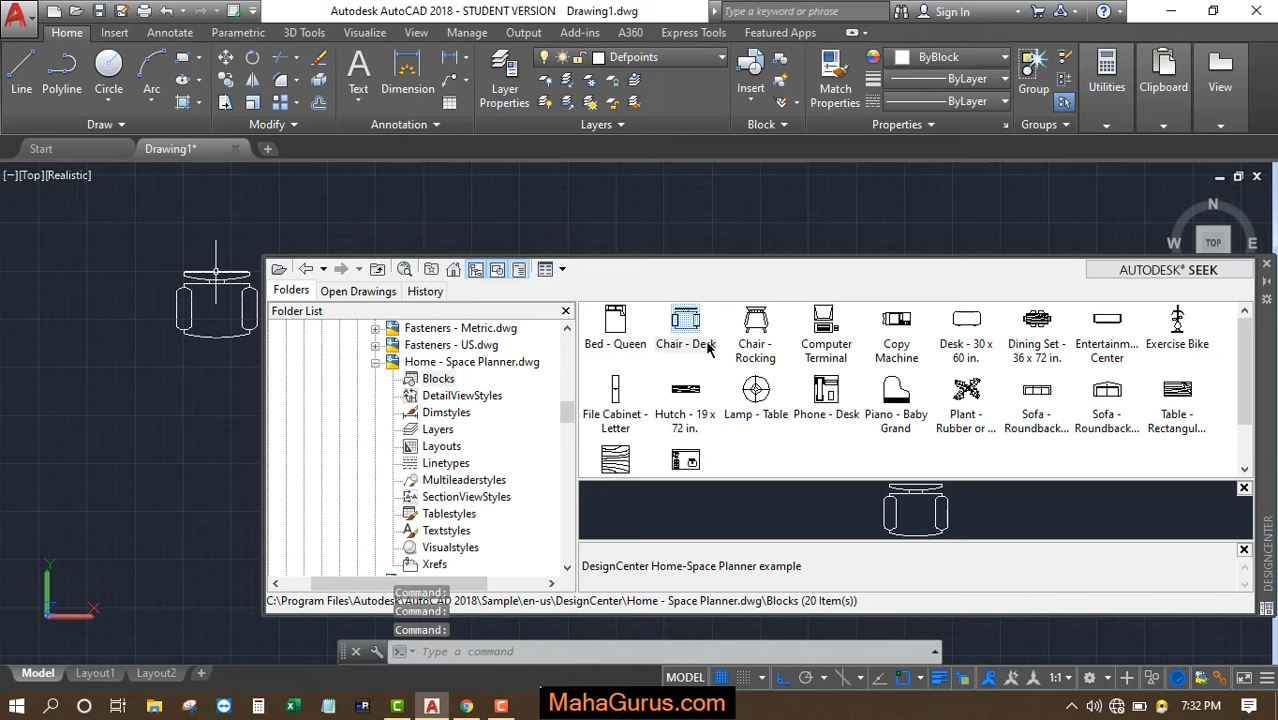 Autodesk AutoCAD 2018 - STUDENT VERSION Drawing1.dwg
Type a keyword or phrase
Sign In
Home Insert Annotate Parametric 3D Tools Visualize View Manage Output Add-ins A360 Express Tools Featured Apps
Line Polyline Circle Arc
Text Dimension
Layer Properties
Defpoints
Insert
Match Properties
ByBlock
ByLayer
ByLayer
Group
Utilities
Clipboard
View
Draw Modify Annotation Layers Block Properties Groups
Start Drawing1*
[−][Top][Realistic]
N
W TOP E
AUTODESK® SEEK
Folders Open Drawings History
Folder List
Fasteners - Metric.dwg
Fasteners - US.dwg
Home - Space Planner.dwg
Blocks
DetailViewStyles
Dimstyles
Layers
Layouts
Linetypes
Multileaderstyles
SectionViewStyles
Tablestyles
Textstyles
Visualstyles
Xrefs
Bed - Queen
Chair - Desk
Chair - Rocking
Computer Terminal
Copy Machine
Desk - 30 x 60 in.
Dining Set - 36 x 72 in.
Entertainm... Center
Exercise Bike
File Cabinet - Letter
Hutch - 19 x 72 in.
Lamp - Table
Phone - Desk
Piano - Baby Grand
Plant - Rubber or ...
Sofa - Roundback...
Sofa - Roundback...
Table - Rectangul...
DesignCenter Home-Space Planner example
DESIGNCENTER
C:\Program Files\Autodesk\AutoCAD 2018\Sample\en-us\DesignCenter\Home - Space Planner.dwg\Blocks (20 Item(s))
Command:
Command:
Command:
Type a command
Y
X
Model Layout1 Layout2
MODEL
1:1
MahaGurus.com
7:32 PM